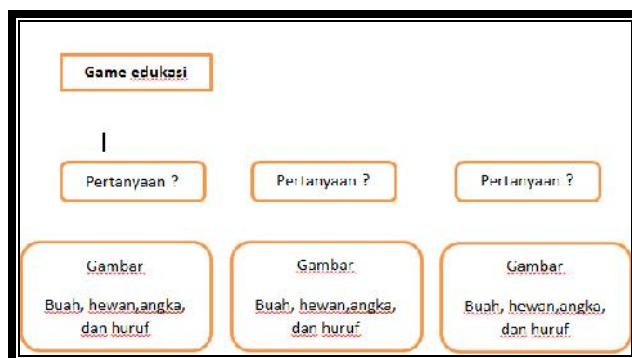 Game edukasi
Pertanyaan ?
Pertanyaan ?
Pertanyaan ?
Gambar
Buah, hewan,angka,
dan huruf
Gambar
Buah, hewan,angka,
dan huruf
Gambar
Buah, hewan,angka,
dan huruf